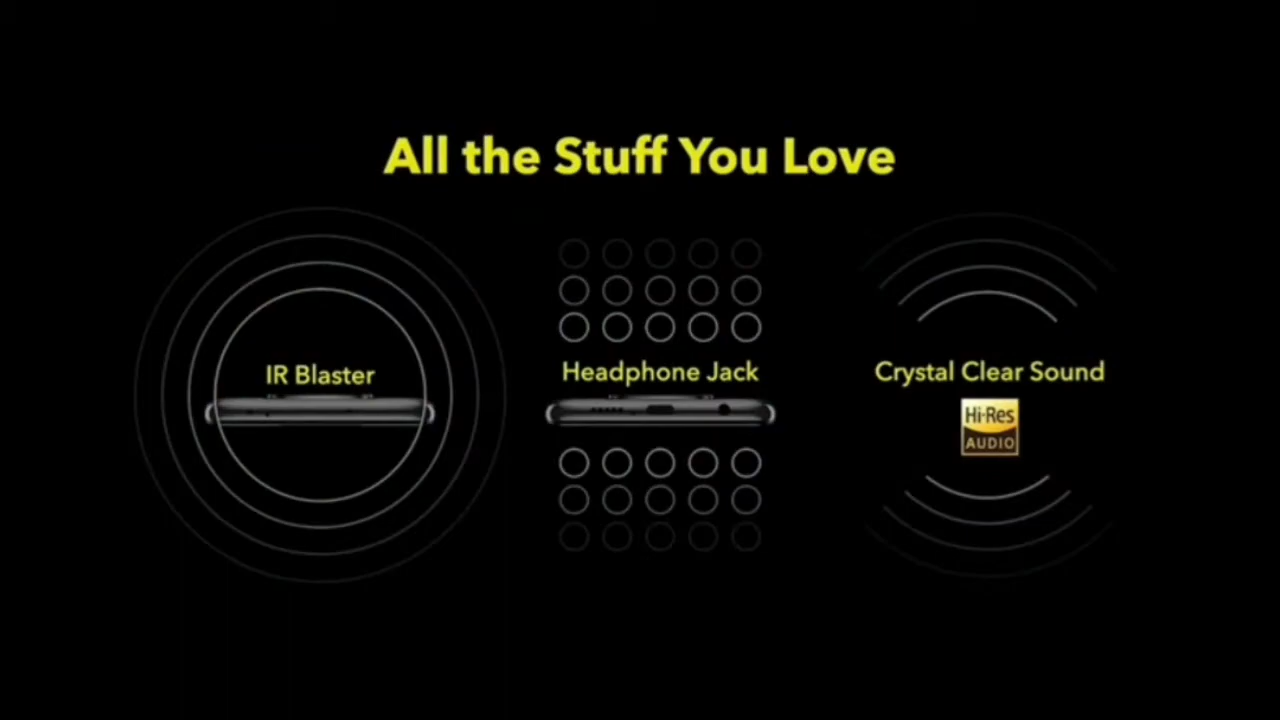 All the Stuff You Love
IR Blaster
Headphone Jack
Crystal Clear Sound
Hi-Res
AUDIO